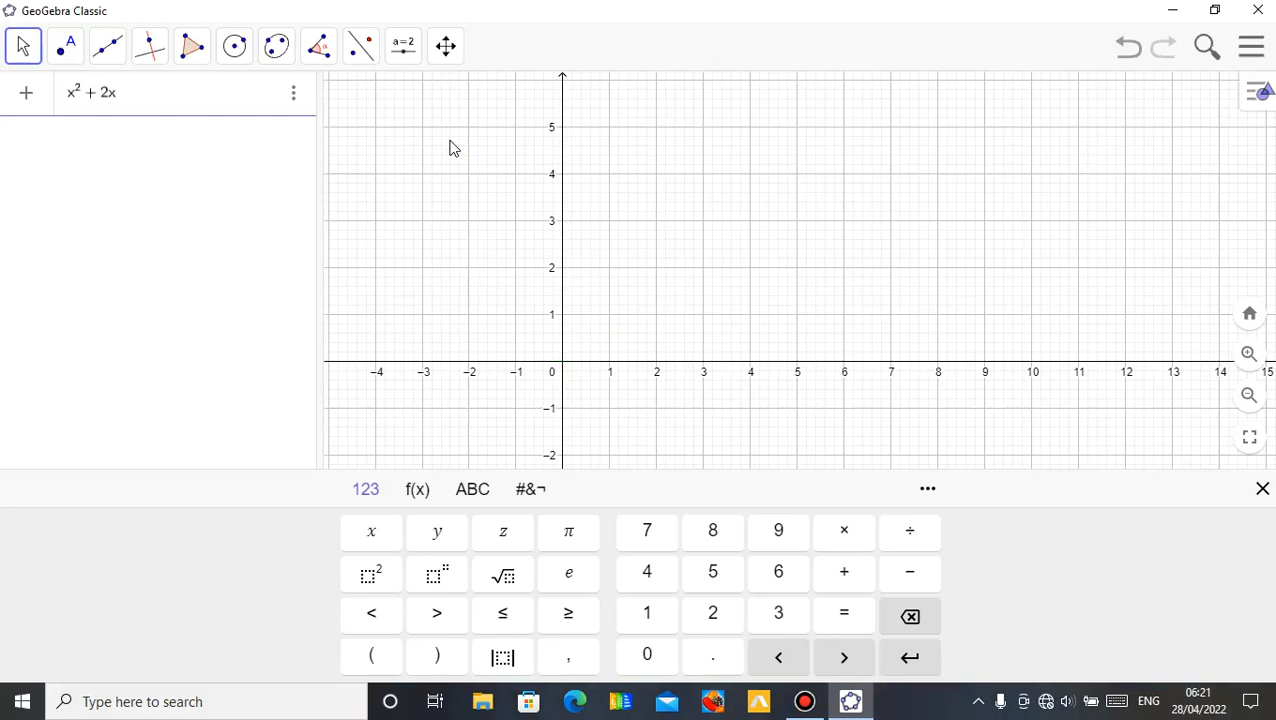 GeoGebra Classic
A
a=2
+ x² + 2x
5
4
3
2
1
0
−1
−2
−4 −3 −2 −1 1 2 3 4 5 6 7 8 9 10 11 12 13 14 15
123 f(x) ABC #&¬ •••
x y z π 7 8 9 × ÷
□² □□ √□ e 4 5 6 + −
< > ≤ ≥ 1 2 3 =
( ) |□| , 0 . < >
Type here to search
ENG
06:21
28/04/2022